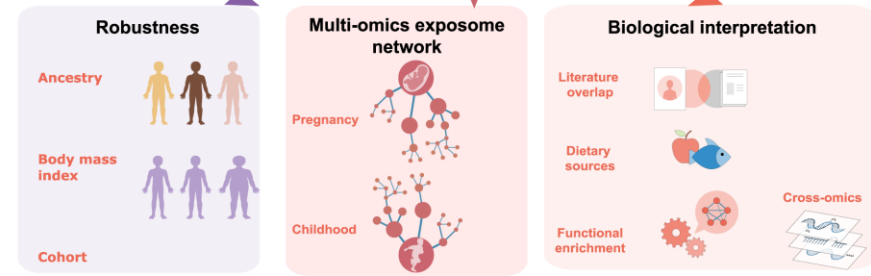 Robustness
Ancestry
Body mass
index
Cohort
Multi-omics exposome
network
Pregnancy
Childhood
Biological interpretation
Literature
overlap
Dietary
sources
Functional
enrichment
Cross-omics